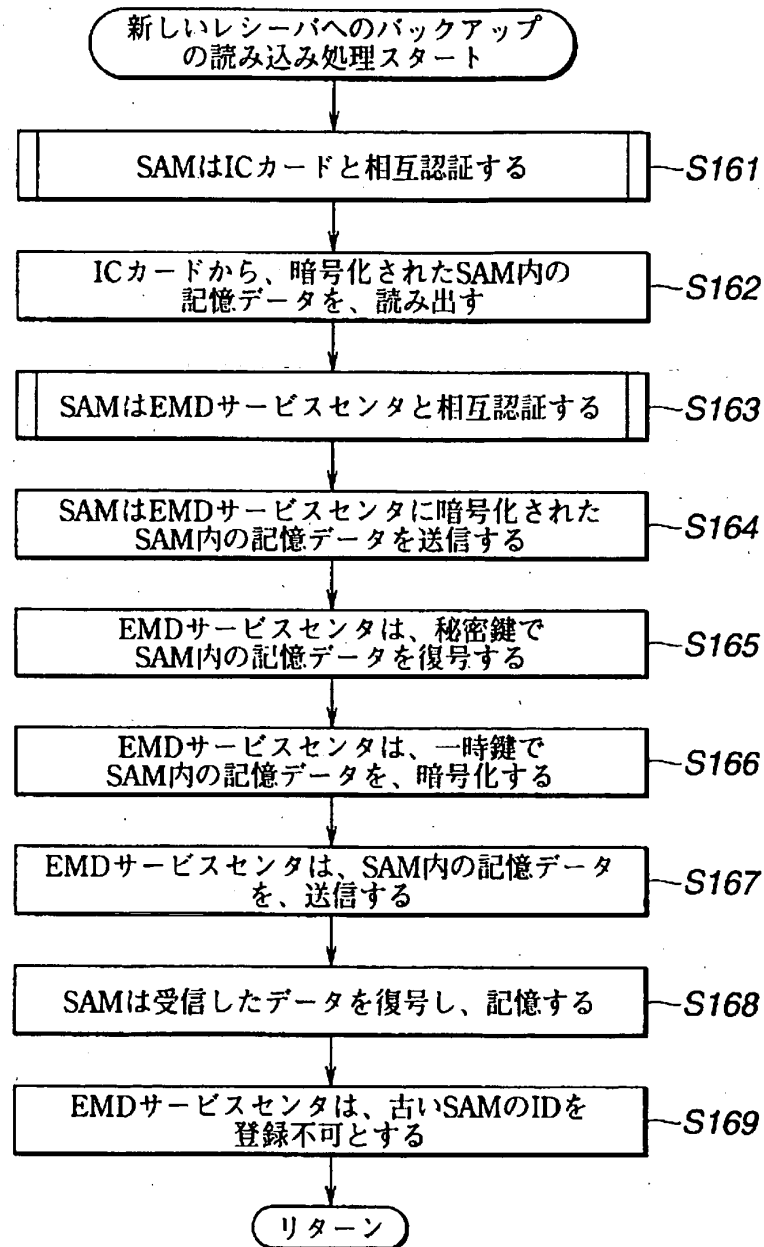 新しいレシーバへのバックアップ
の読み込み処理スタート
SAMはICカードと相互認証する
S161
ICカードから、暗号化されたSAM内の
記憶データを、読み出す
S162
SAMはEMDサービスセンタと相互認証する
S163
SAMはEMDサービスセンタに暗号化された
SAM内の記憶データを送信する
S164
EMDサービスセンタは、秘密鍵で
SAM内の記憶データを復号する
S165
EMDサービスセンタは、一時鍵で
SAM内の記憶データを、暗号化する
S166
EMDサービスセンタは、SAM内の記憶データ
を、送信する
S167
SAMは受信したデータを復号し、記憶する
S168
EMDサービスセンタは、古いSAMのIDを
登録不可とする
S169
リターン